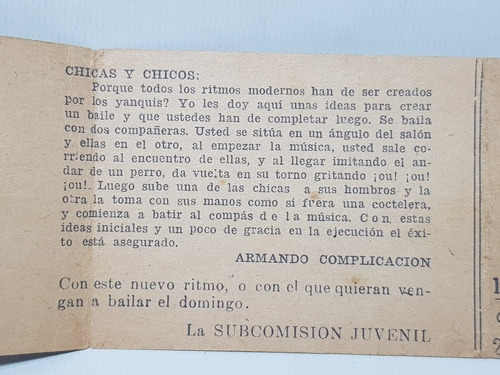 CHICAS Y CHICOS:
Porque todos los ritmos modernos han de ser creados
por los yanquis? Yo les doy aquí unas ideas para crear
un baile y que ustedes han de completar luego. Se baila
con dos compañeras. Usted se sitúa en un ángulo del salón
y ellas en el otro, al empezar la música, usted sale co-
rriendo al encuentro de ellas, y al llegar imitando el an-
dar de un perro, da vuelta en su torno gritando ¡ou! ¡ou!
¡ou!. Luego sube una de las chicas a sus hombros y la
otra la toma con sus manos como si fuera una coctelera,
y comienza a batir al compás de la música. Con estas
ideas iniciales y un poco de gracia en la ejecución el éxi-
to está asegurado.
ARMANDO COMPLICACION
Con este nuevo ritmo, o con el que quieran ven-
gan a bailar el domingo.
La SUBCOMISION JUVENIL